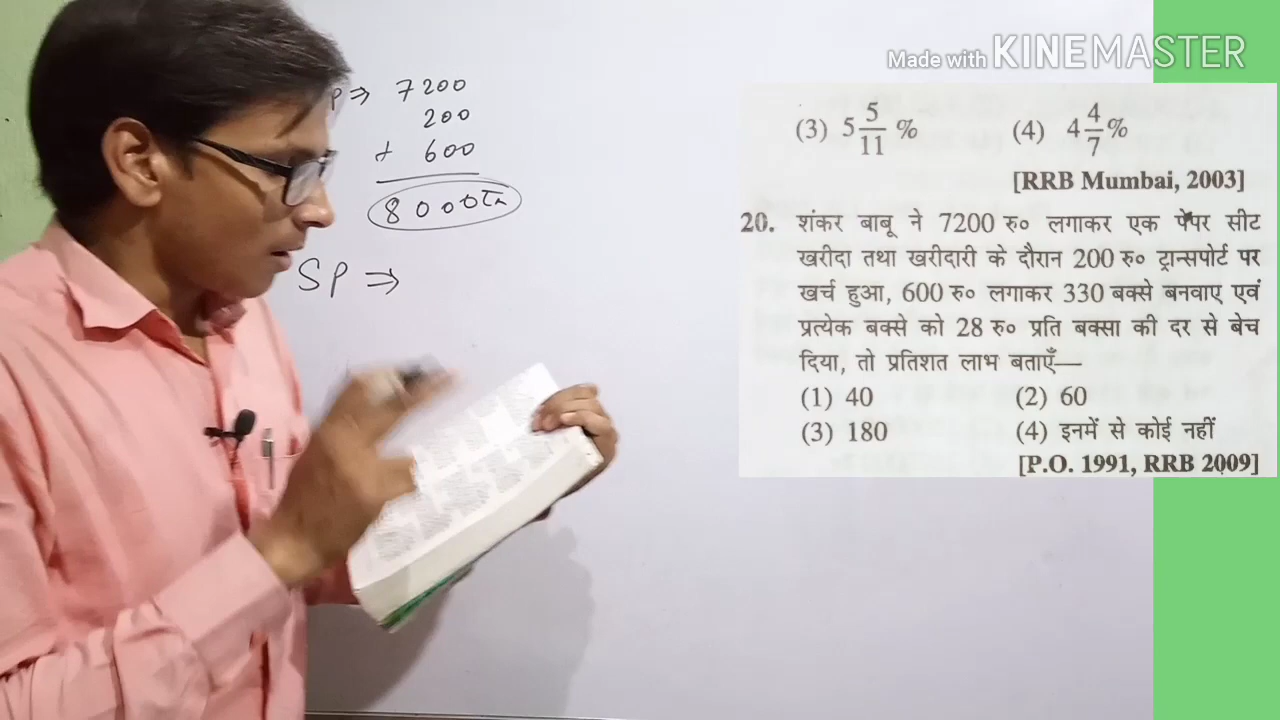 Made with KINEMASTER
P ⇒ 7200
200
+ 600
8000
SP ⇒
(3) 5 5/11 % (4) 4 4/7 %
[RRB Mumbai, 2003]
20. शंकर बाबू ने 7200 रु० लगाकर एक पेपर सीट
खरीदा तथा खरीदारी के दौरान 200 रु० ट्रान्सपोर्ट पर
खर्च हुआ, 600 रु० लगाकर 330 बक्से बनवाए एवं
प्रत्येक बक्से को 28 रु० प्रति बक्सा की दर से बेच
दिया, तो प्रतिशत लाभ बताएँ—
(1) 40 (2) 60
(3) 180 (4) इनमें से कोई नहीं
[P.O. 1991, RRB 2009]